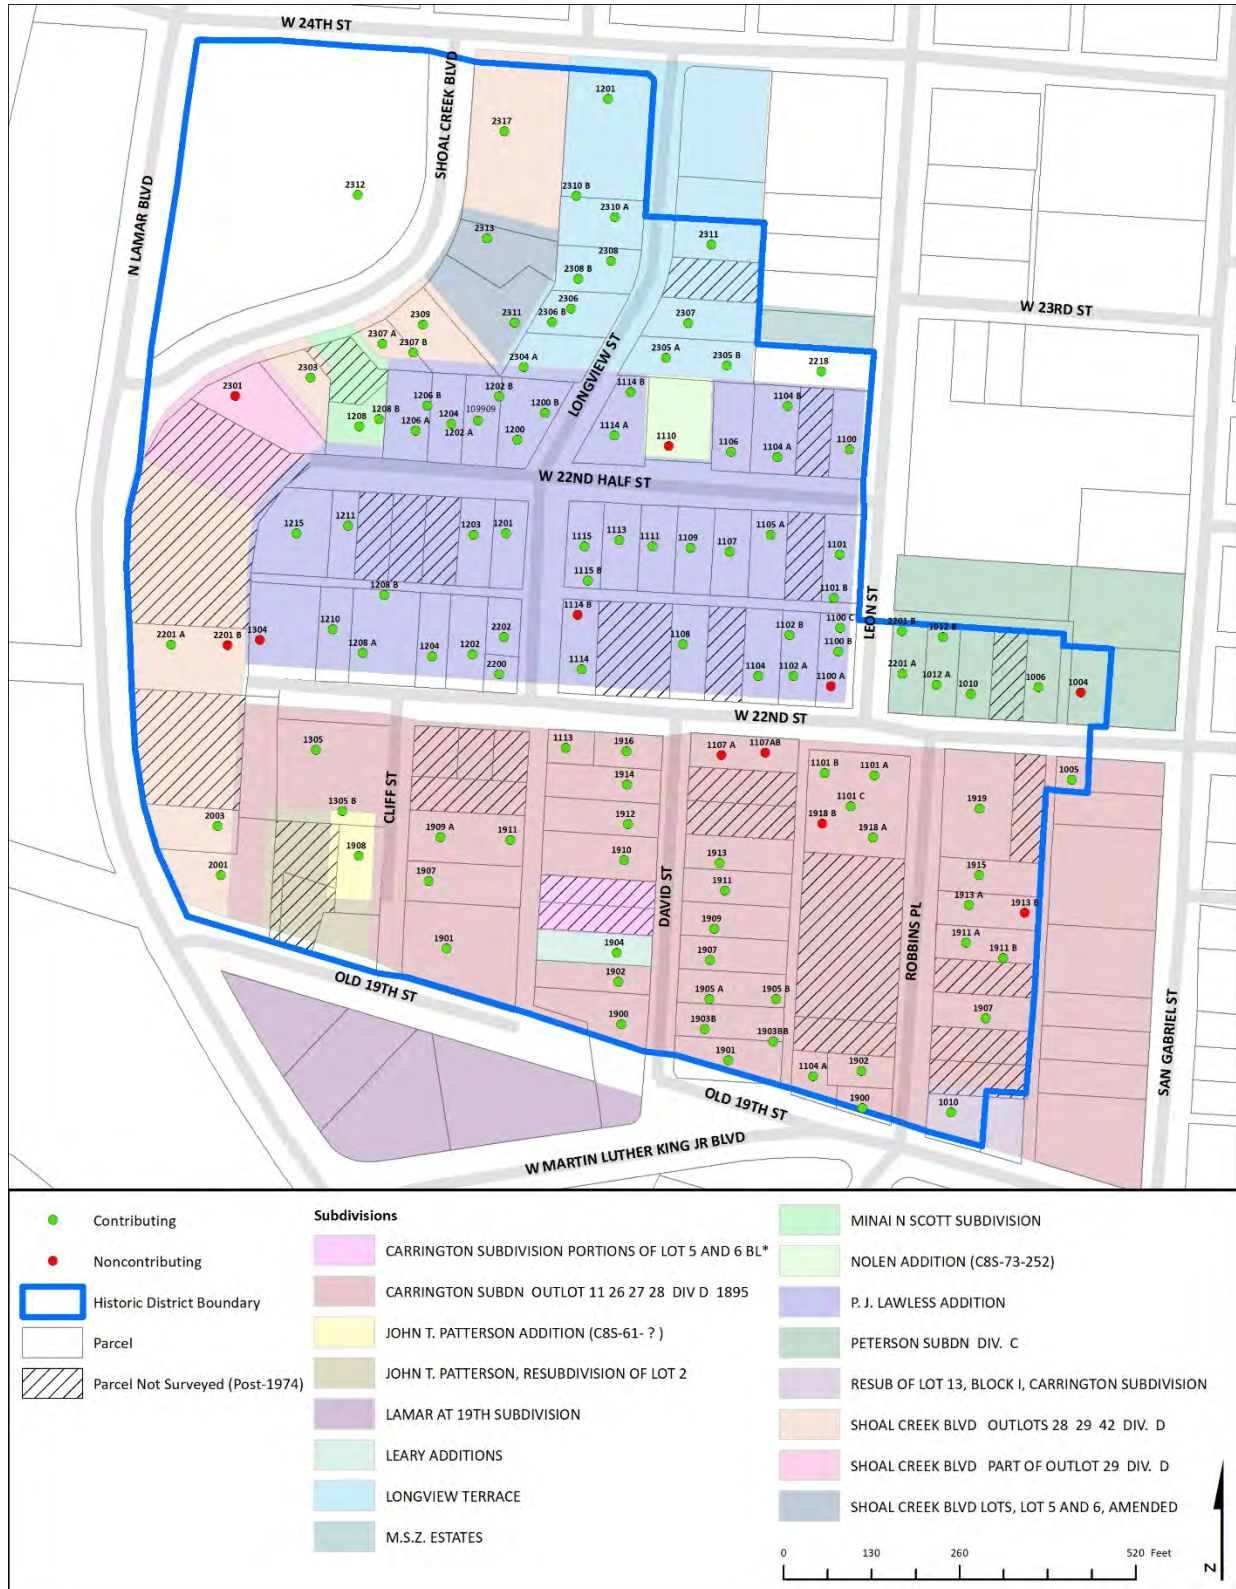 W 24TH ST
SHOAL CREEK BLVD
N LAMAR BLVD
1201
2317
2312
2310 B
2310 A
2313
2311
2308
2308 B
2306
2306 B
2311
W 23RD ST
2309
2307
2307 A
2307 B
2304 A
2305 A
2305 B
2218
LONGVIEW ST
2303
2301
1202 B
1114 B
1206 B
1200 B
1104 B
1208 B
1208
1204
109909
1206 A
1202 A
1200
1114 A
1110
1106
1104 A
1100
W 22ND HALF ST
1215
1211
1203
1201
1115
1113
1111
1109
1107
1105 A
1101
1115 B
1208 B
1101 B
LEON ST
1114 B
1100 C
2201 B
1012 B
2201 A
2201 B
1304
1210
2202
1108
1102 B
1100 B
1208 A
1204
1202
2200
1114
1104
1102 A
1100 A
2201 A
1012 A
1010
1006
1004
W 22ND ST
1305
1113
1916
1107 A
1107AB
1101 B
1101 A
1005
CLIFF ST
1914
1305 B
1101 C
1919
2003
1912
1918 B
1918 A
1909 A
1911
1908
1910
1913
1915
2001
1907
1911
1913 A
1913 B
DAVID ST
ROBBINS PL
1909
1901
1904
1907
1911 A
1911 B
1902
1905 A
1905 B
OLD 19TH ST
1900
1903B
1903BB
1907
1901
1104 A
1902
SAN GABRIEL ST
OLD 19TH ST
1900
1010
W MARTIN LUTHER KING JR BLVD
Contributing
Noncontributing
Historic District Boundary
Parcel
Parcel Not Surveyed (Post-1974)
Subdivisions
CARRINGTON SUBDIVISION PORTIONS OF LOT 5 AND 6 BL*
CARRINGTON SUBDN OUTLOT 11 26 27 28 DIV D 1895
JOHN T. PATTERSON ADDITION (C8S-61- ? )
JOHN T. PATTERSON, RESUBDIVISION OF LOT 2
LAMAR AT 19TH SUBDIVISION
LEARY ADDITIONS
LONGVIEW TERRACE
M.S.Z. ESTATES
MINAI N SCOTT SUBDIVISION
NOLEN ADDITION (C8S-73-252)
P. J. LAWLESS ADDITION
PETERSON SUBDN DIV. C
RESUB OF LOT 13, BLOCK I, CARRINGTON SUBDIVISION
SHOAL CREEK BLVD OUTLOTS 28 29 42 DIV. D
SHOAL CREEK BLVD PART OF OUTLOT 29 DIV. D
SHOAL CREEK BLVD LOTS, LOT 5 AND 6, AMENDED
0 130 260 520 Feet
N